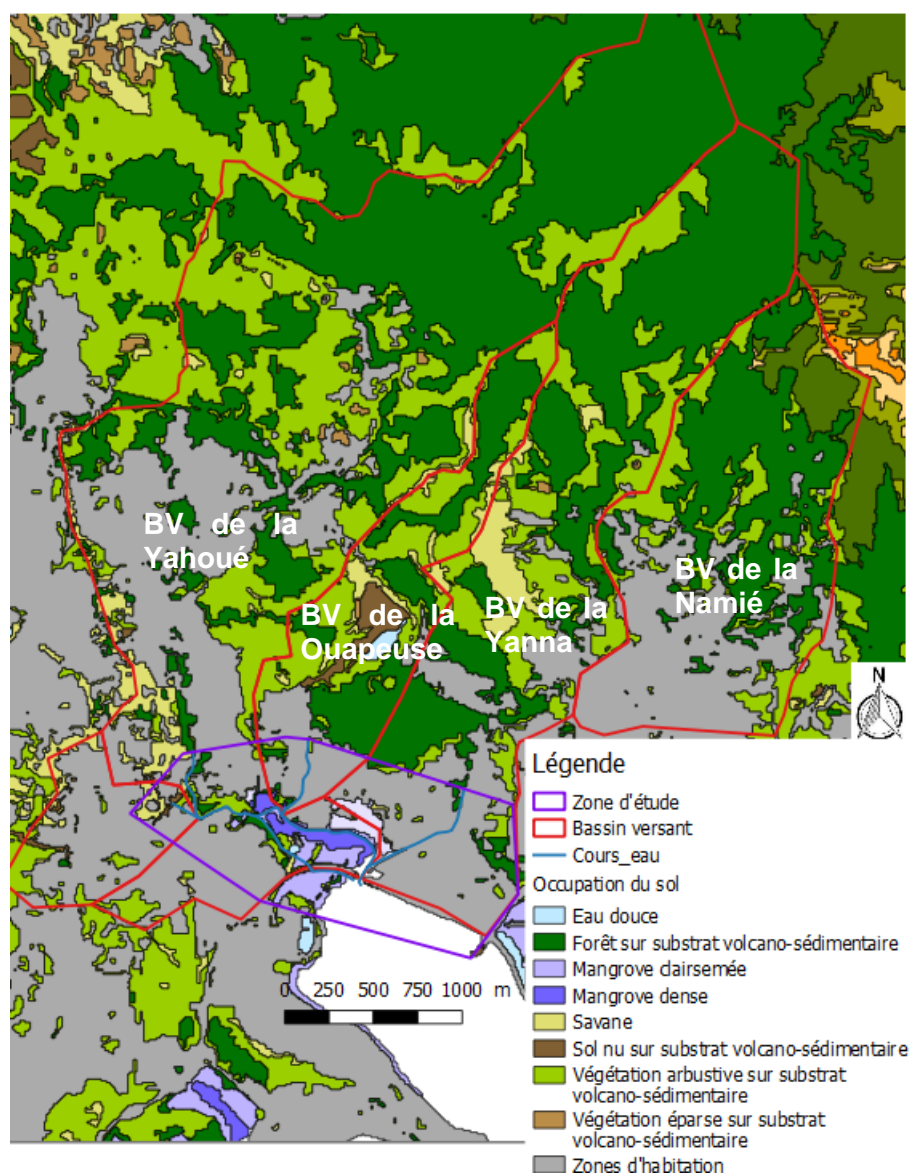 BV de la
Yahoué
BV de la
Ouapeuse
BV de la
Yanna
BV de la
Namié
N
Légende
Zone d'étude
Bassin versant
Cours_eau
Occupation du sol
Eau douce
Forêt sur substrat volcano-sédimentaire
Mangrove clairsemée
Mangrove dense
Savane
Sol nu sur substrat volcano-sédimentaire
Végétation arbustive sur substrat
volcano-sédimentaire
Végétation éparse sur substrat
volcano-sédimentaire
Zones d'habitation
0 250 500 750 1000 m